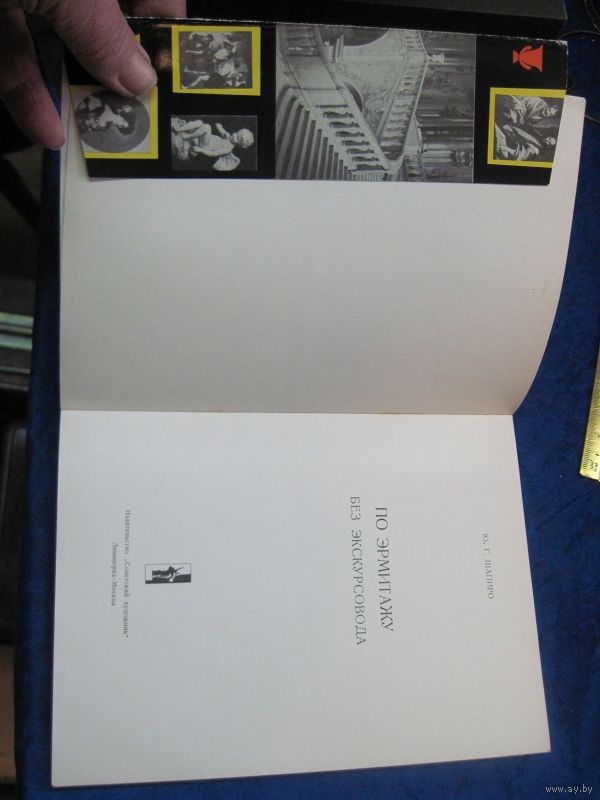 Ю. Г. ШАПИРО
ПО ЭРМИТАЖУ
БЕЗ ЭКСКУРСОВОДА
Издательство „Советский художник"
Ленинград-Москва
www.ay.by